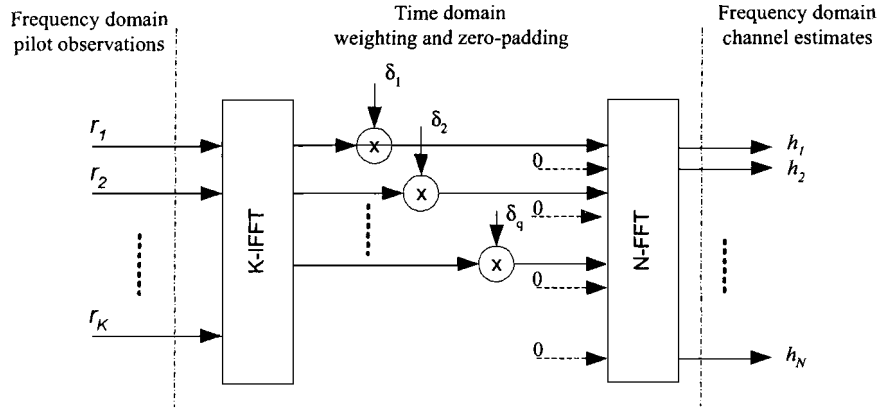 Frequency domain
pilot observations
Time domain
weighting and zero-padding
Frequency domain
channel estimates
δ1
δ2
r1
x
h1
0
h2
r2
x
0
δq
K-IFFT
N-FFT
x
0
rK
0
hN